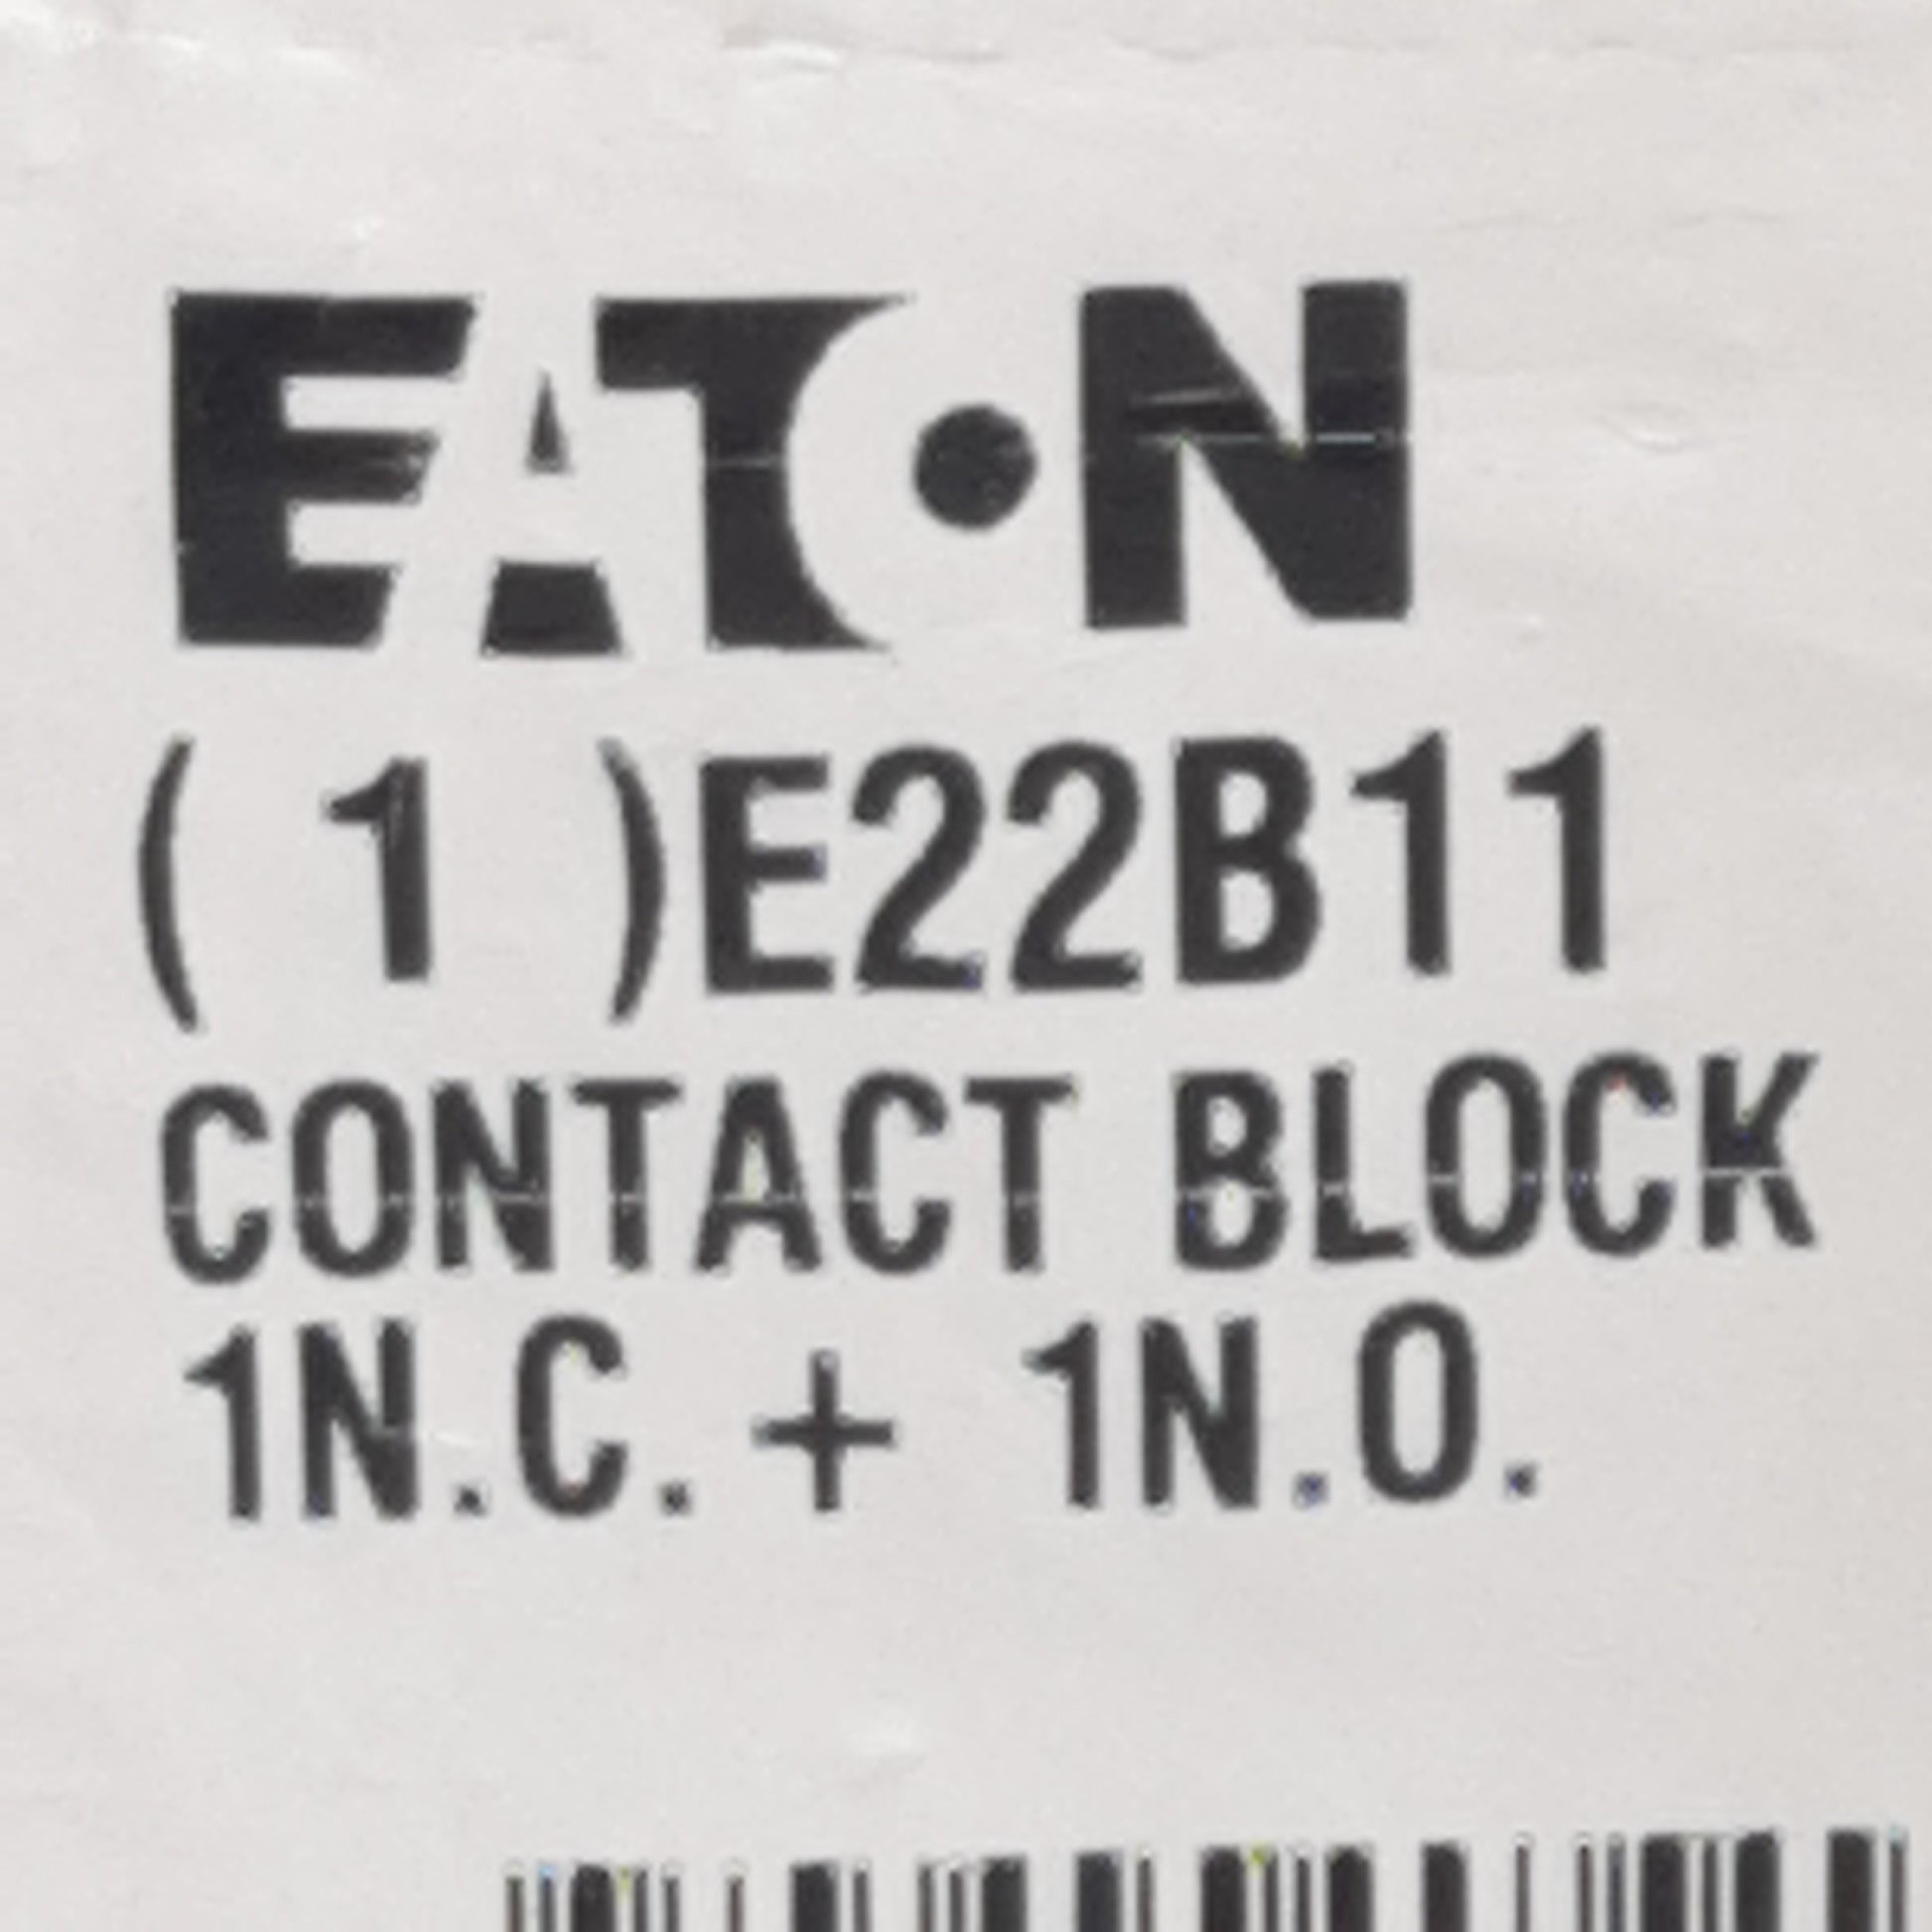 EATON
( 1 )E22B11
CONTACT BLOCK
1N.C. + 1N.O.